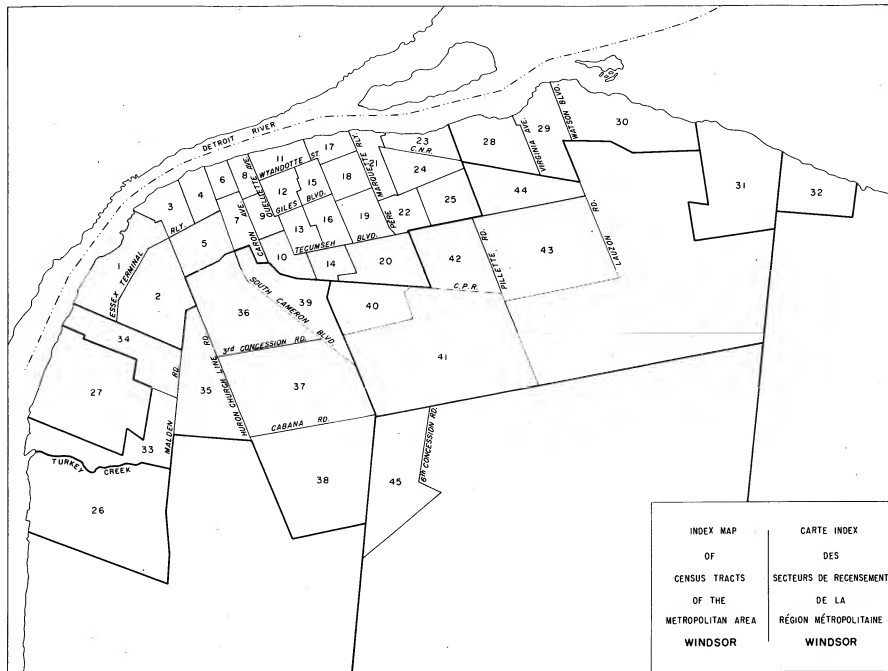 DETROIT RIVER
30
29
28
23
17
11
8
6
4
3
C.N.R.
WYANDOTTE ST.
OUELLETTE AVE.
PÈRE MARQUETTE RLY.
VIRGINIA AVE.
WATSON BLVD.
21
24
18
15
12
31
32
44
25
22
19
16
13
9
7
5
GILES BLVD.
CARON AVE.
TECUMSEH BLVD.
ESSEX TERMINAL RLY.
1
2
10
14
20
42
43
PILLETTE RD.
LAUZON RD.
C.P.R.
SOUTH CAMERON BLVD.
36
39
40
41
3rd CONCESSION RD.
34
27
35
37
HURON CHURCH LINE RD.
MALDEN RD.
CABANA RD.
33
TURKEY CREEK
26
38
45
6th CONCESSION RD.
INDEX MAP
OF
CENSUS TRACTS
OF THE
METROPOLITAN AREA
WINDSOR
CARTE INDEX
DES
SECTEURS DE RECENSEMENT
DE LA
RÉGION MÉTROPOLITAINE
WINDSOR